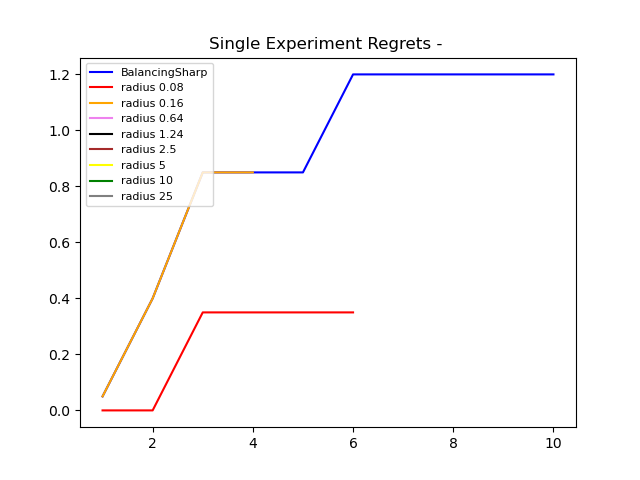 Single Experiment Regrets -
BalancingSharp
radius 0.08
radius 0.16
radius 0.64
radius 1.24
radius 2.5
radius 5
radius 10
radius 25
1.2
1.0
0.8
0.6
0.4
0.2
0.0
2 4 6 8 10